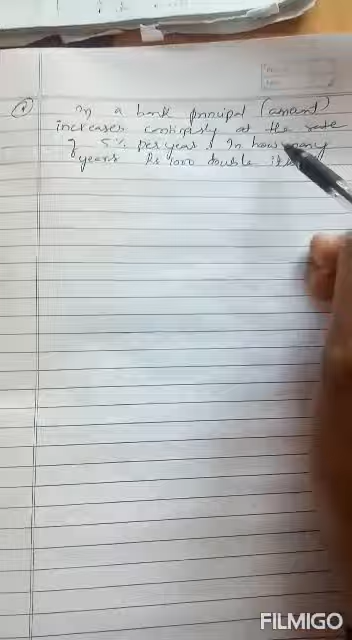 In a bank principal (amount)
increases continously at the rate
of 5% per year. In how many
years Rs 1000 double itself
FILMIGO